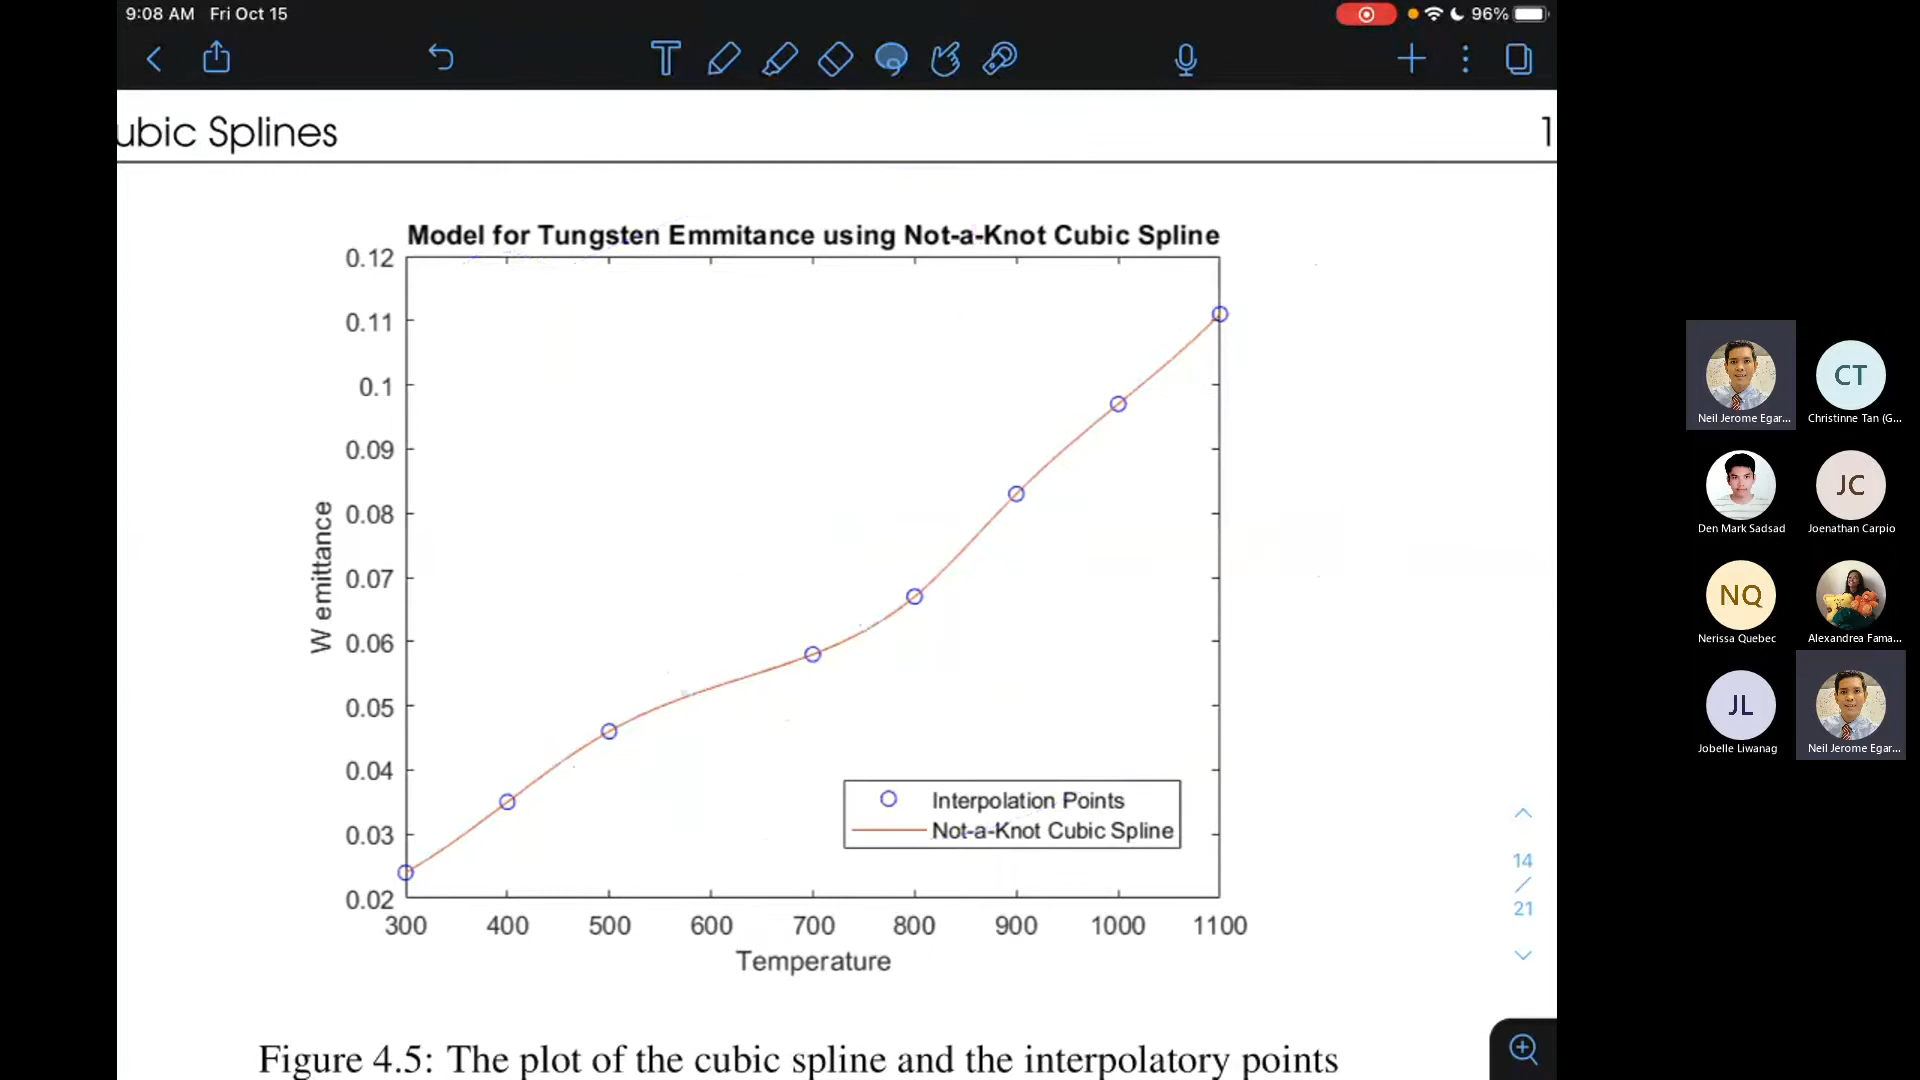 9:08 AM Fri Oct 15
96%
ubic Splines
1
Model for Tungsten Emmitance using Not-a-Knot Cubic Spline
0.12
0.11
0.1
0.09
0.08
0.07
0.06
0.05
0.04
0.03
0.02
W emittance
300 400 500 600 700 800 900 1000 1100
Temperature
Interpolation Points
Not-a-Knot Cubic Spline
14
21
Figure 4.5: The plot of the cubic spline and the interpolatory points
Neil Jerome Egar...
CT
Christinne Tan (G...
Den Mark Sadsad
JC
Joenathan Carpio
NQ
Nerissa Quebec
Alexandrea Fama...
JL
Jobelle Liwanag
Neil Jerome Egar...